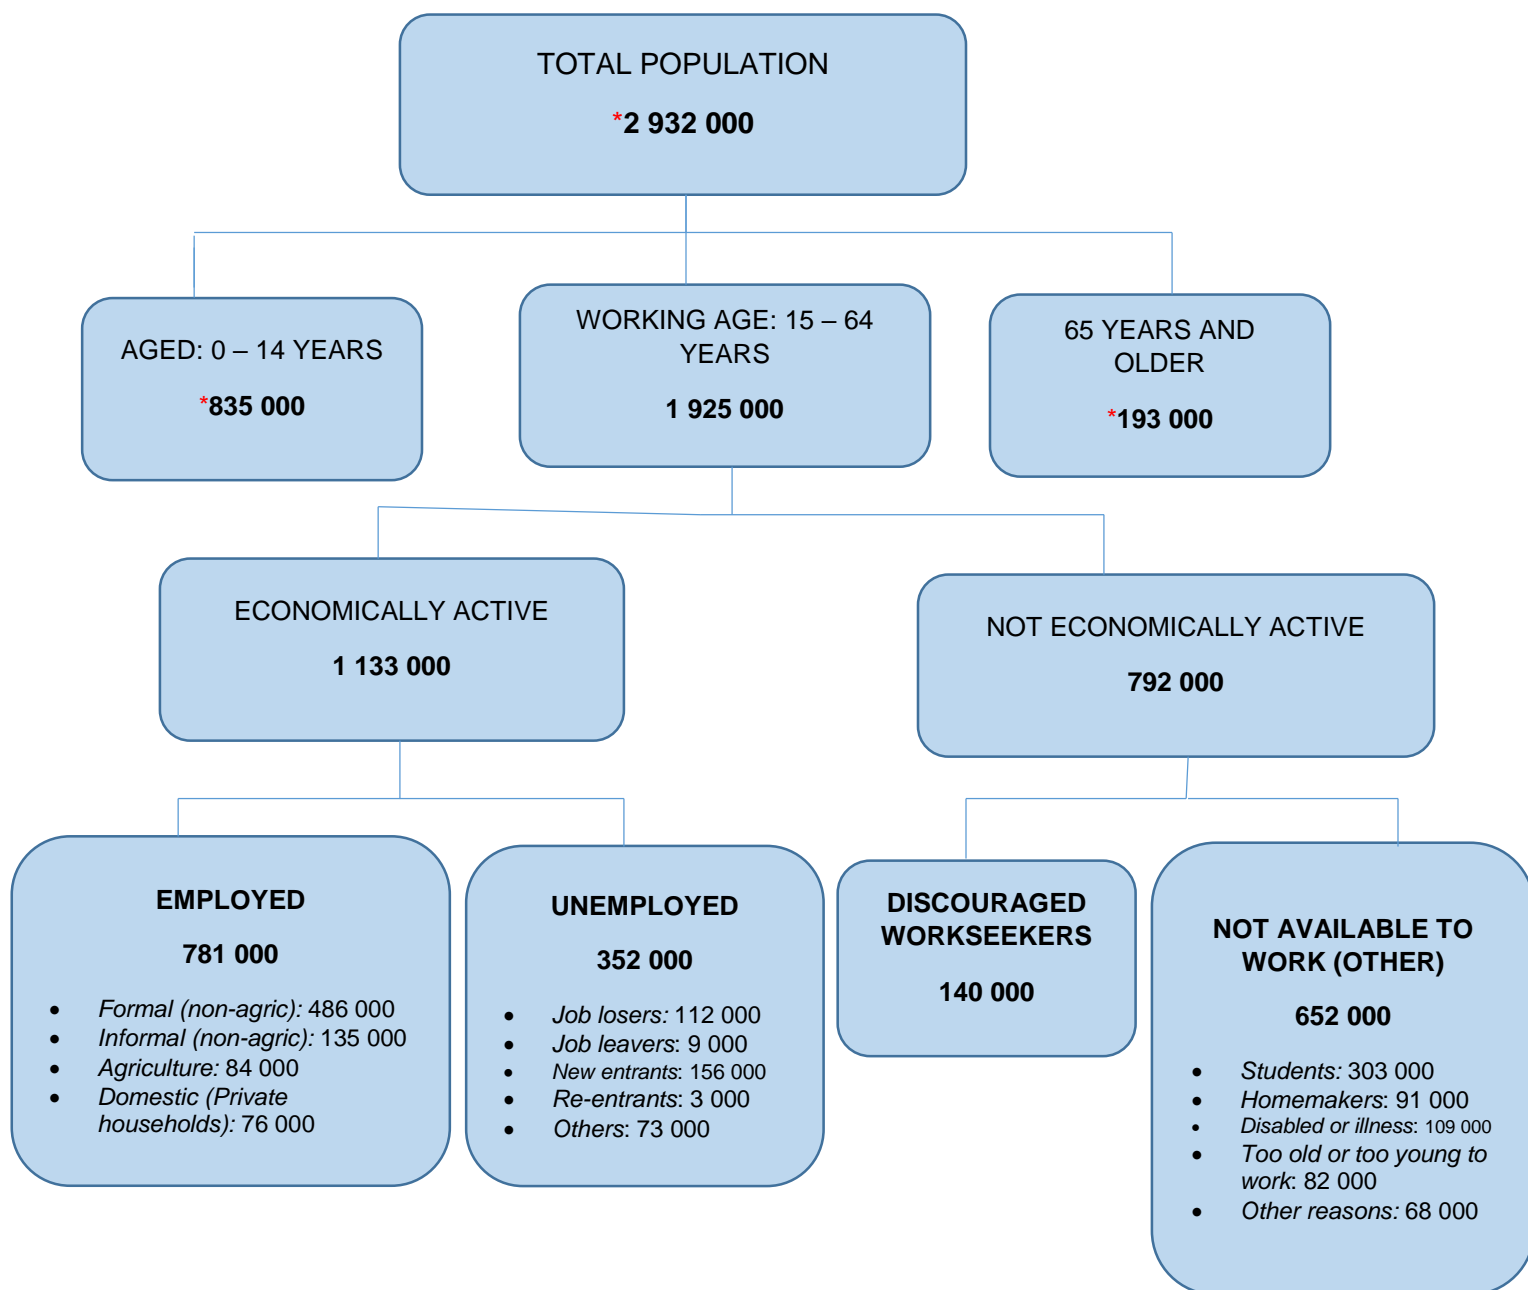 TOTAL POPULATION
*2 932 000
AGED: 0 – 14 YEARS
*835 000
WORKING AGE: 15 – 64
YEARS
1 925 000
65 YEARS AND
OLDER
*193 000
ECONOMICALLY ACTIVE
1 133 000
NOT ECONOMICALLY ACTIVE
792 000
EMPLOYED
781 000
• Formal (non-agric): 486 000
• Informal (non-agric): 135 000
• Agriculture: 84 000
• Domestic (Private
households): 76 000
UNEMPLOYED
352 000
• Job losers: 112 000
• Job leavers: 9 000
• New entrants: 156 000
• Re-entrants: 3 000
• Others: 73 000
DISCOURAGED
WORKSEEKERS
140 000
NOT AVAILABLE TO
WORK (OTHER)
652 000
• Students: 303 000
• Homemakers: 91 000
• Disabled or illness: 109 000
• Too old or too young to
work: 82 000
• Other reasons: 68 000